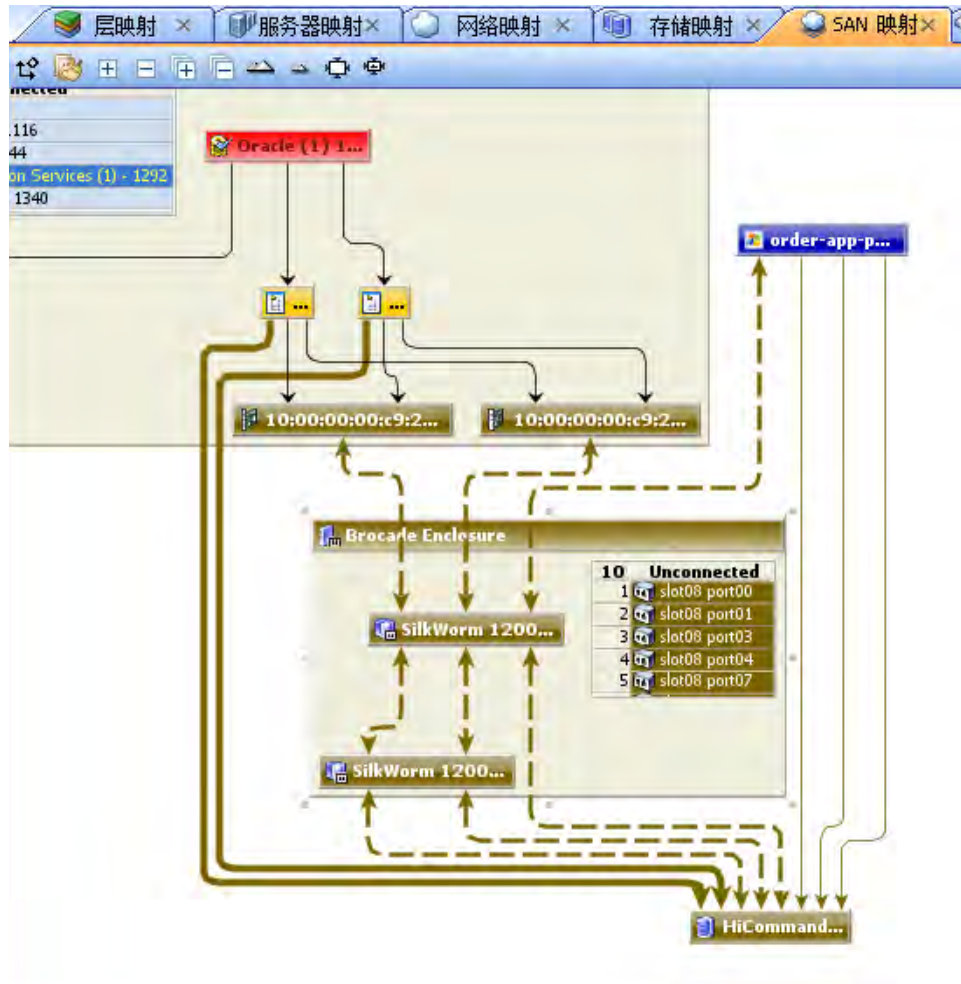 层映射
服务器映射
网络映射
存储映射
SAN 映射
.116
44
on Services (1) - 1292
1340
Oracle (1) 1...
order-app-p...
...
...
10:00:00:00:c9:2...
10:00:00:00:c9:2...
Brocade Enclosure
10 Unconnected
1 slot08 port00
2 slot08 port01
3 slot08 port03
4 slot08 port04
5 slot08 port07
SilkWorm 1200...
SilkWorm 1200...
HiCommand...